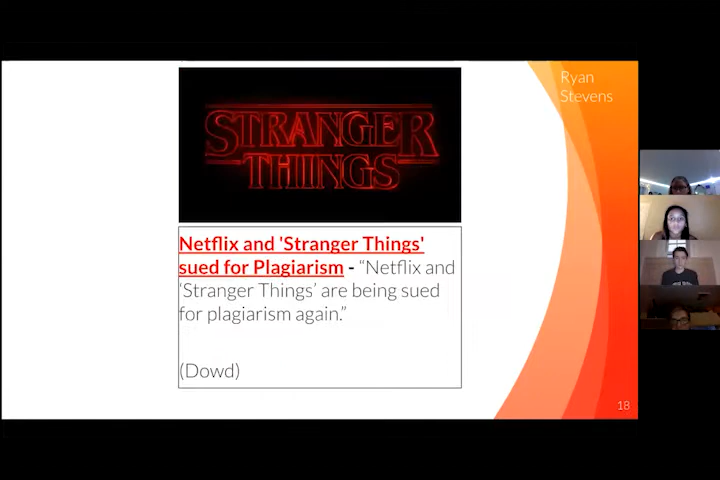 STRANGER
THINGS
Ryan
Stevens
Netflix and 'Stranger Things'
sued for Plagiarism - “Netflix and
‘Stranger Things’ are being sued
for plagiarism again.”
(Dowd)
18